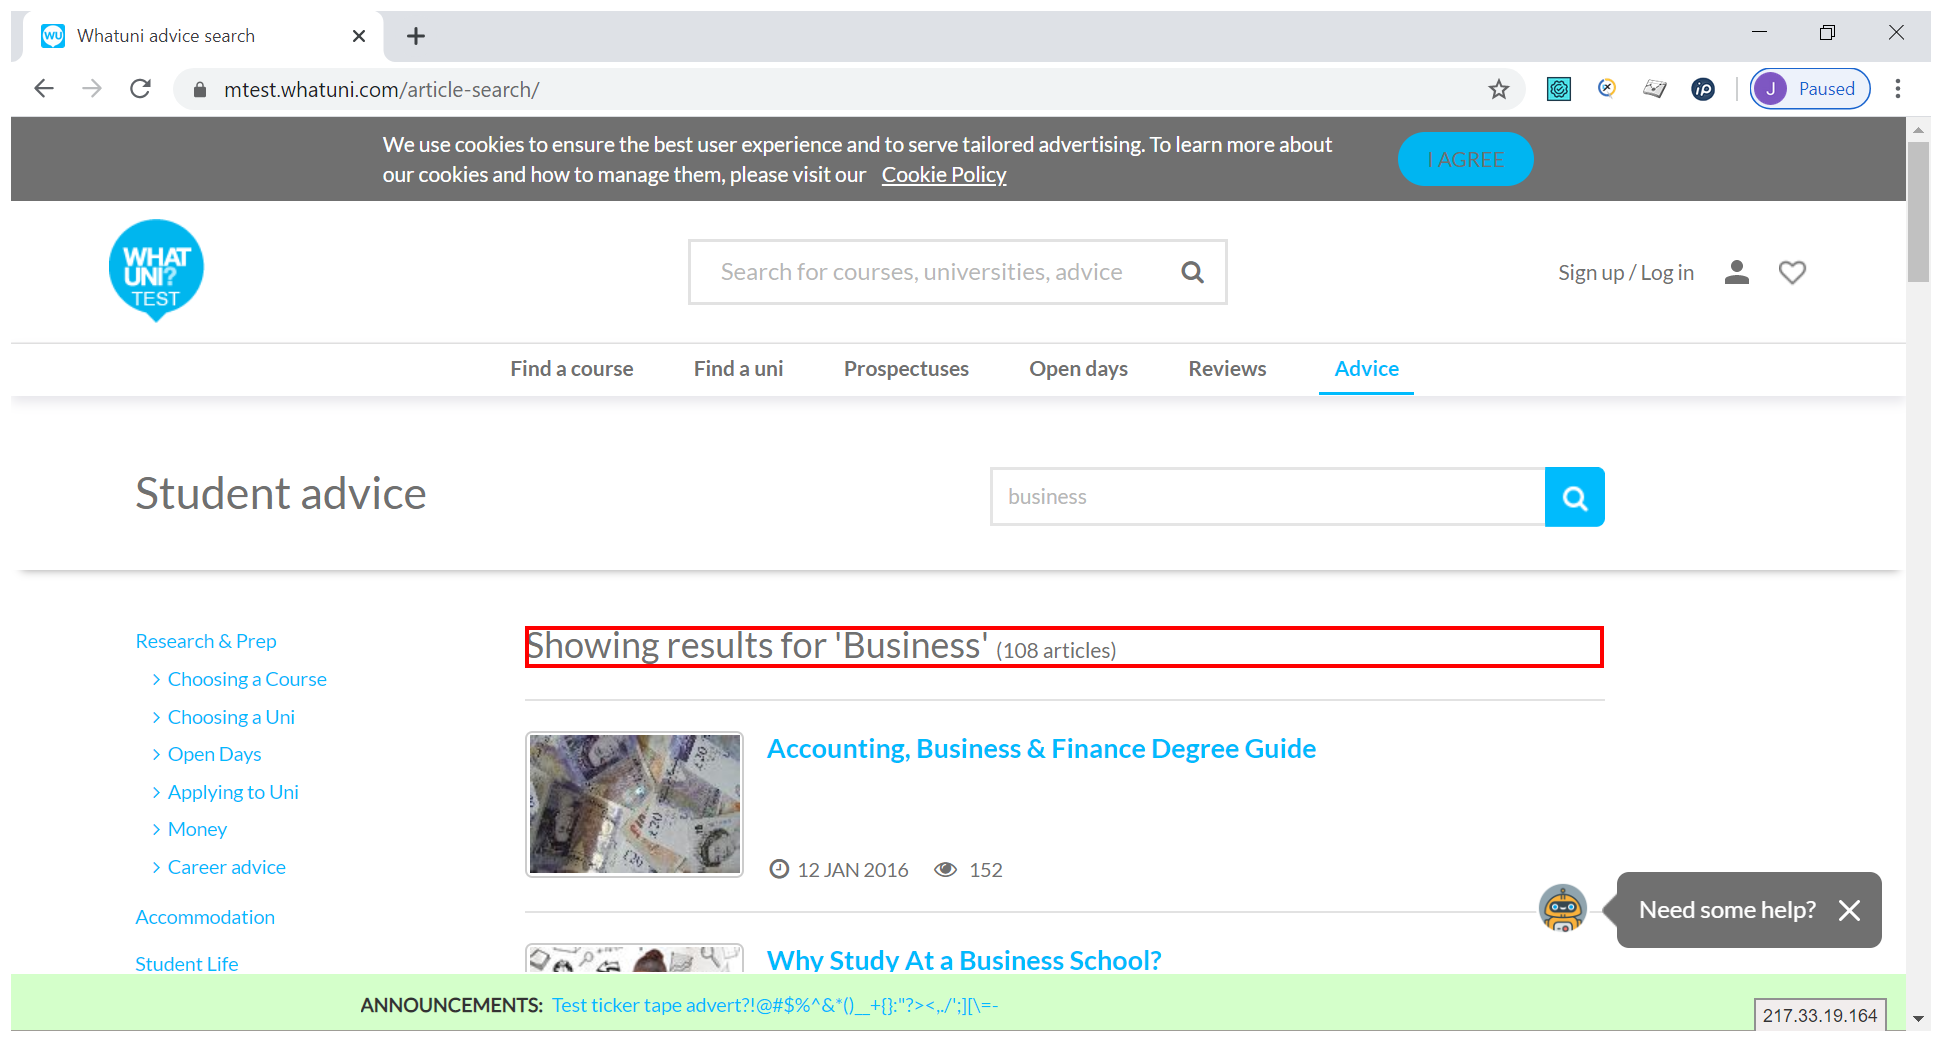 Whatuni advice search
mtest.whatuni.com/article-search/
J Paused
We use cookies to ensure the best user experience and to serve tailored advertising. To learn more about
our cookies and how to manage them, please visit our Cookie Policy
I AGREE
WHAT
UNI?
TEST
Search for courses, universities, advice
Sign up / Log in
Find a course Find a uni Prospectuses Open days Reviews Advice
Student advice
business
Research & Prep
Choosing a Course
Choosing a Uni
Open Days
Applying to Uni
Money
Career advice
Accommodation
Student Life
Showing results for 'Business' (108 articles)
Accounting, Business & Finance Degree Guide
12 JAN 2016 152
Why Study At a Business School?
Need some help?
ANNOUNCEMENTS: Test ticker tape advert?!@#$%^&*()__+{}:"?><,./';][\=-
217.33.19.164